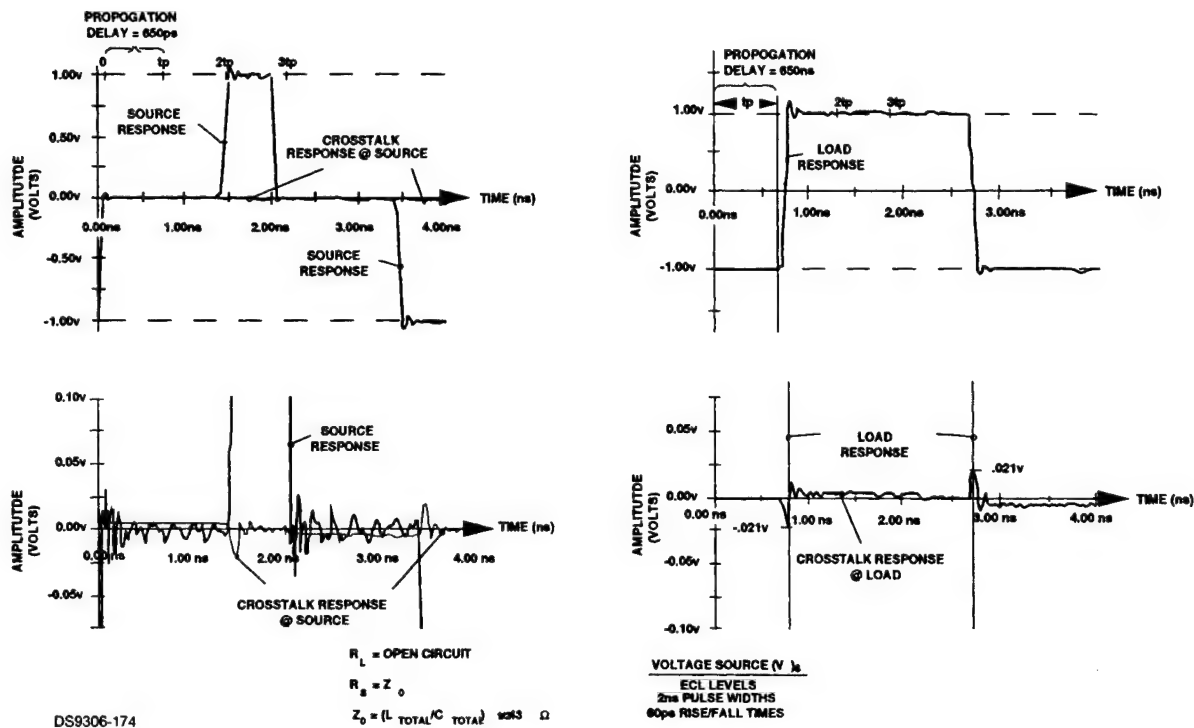 PROPOGATION
DELAY = 650ps
0 tp 2tp 3tp
1.00v
SOURCE
RESPONSE
0.50v
CROSSTALK
RESPONSE @ SOURCE
AMPLITUTDE
(VOLTS)
0.00v
TIME (ns)
0.00ns 1.00ns 2.00ns 3.00ns 4.00ns
-0.50v
SOURCE
RESPONSE
-1.00v
PROPOGATION
DELAY = 650ns
tp 2tp 3tp
1.00v
LOAD
RESPONSE
AMPLITUTDE
(VOLTS)
0.00v
TIME (ns)
0.00ns 1.00ns 2.00ns 3.00ns
-1.00v
0.10v
SOURCE
RESPONSE
0.05v
AMPLITUTDE
(VOLTS)
0.00v
TIME (ns)
0.00ns 1.00 ns 2.00 ns 3.00 ns 4.00 ns
-0.05v
CROSSTALK RESPONSE
@ SOURCE
0.05v
LOAD
RESPONSE
.021v
AMPLITUTDE
(VOLTS)
0.00v
TIME (ns)
-.021v
1.00 ns 2.00 ns 3.00 ns 4.00 ns
CROSSTALK RESPONSE
@ LOAD
-0.05v
-0.10v
R L = OPEN CIRCUIT
R s = Z 0
Z0 = (L TOTAL/C TOTAL) Ω
VOLTAGE SOURCE (V )s
ECL LEVELS
2ns PULSE WIDTHS
60ps RISE/FALL TIMES
DS9306-174